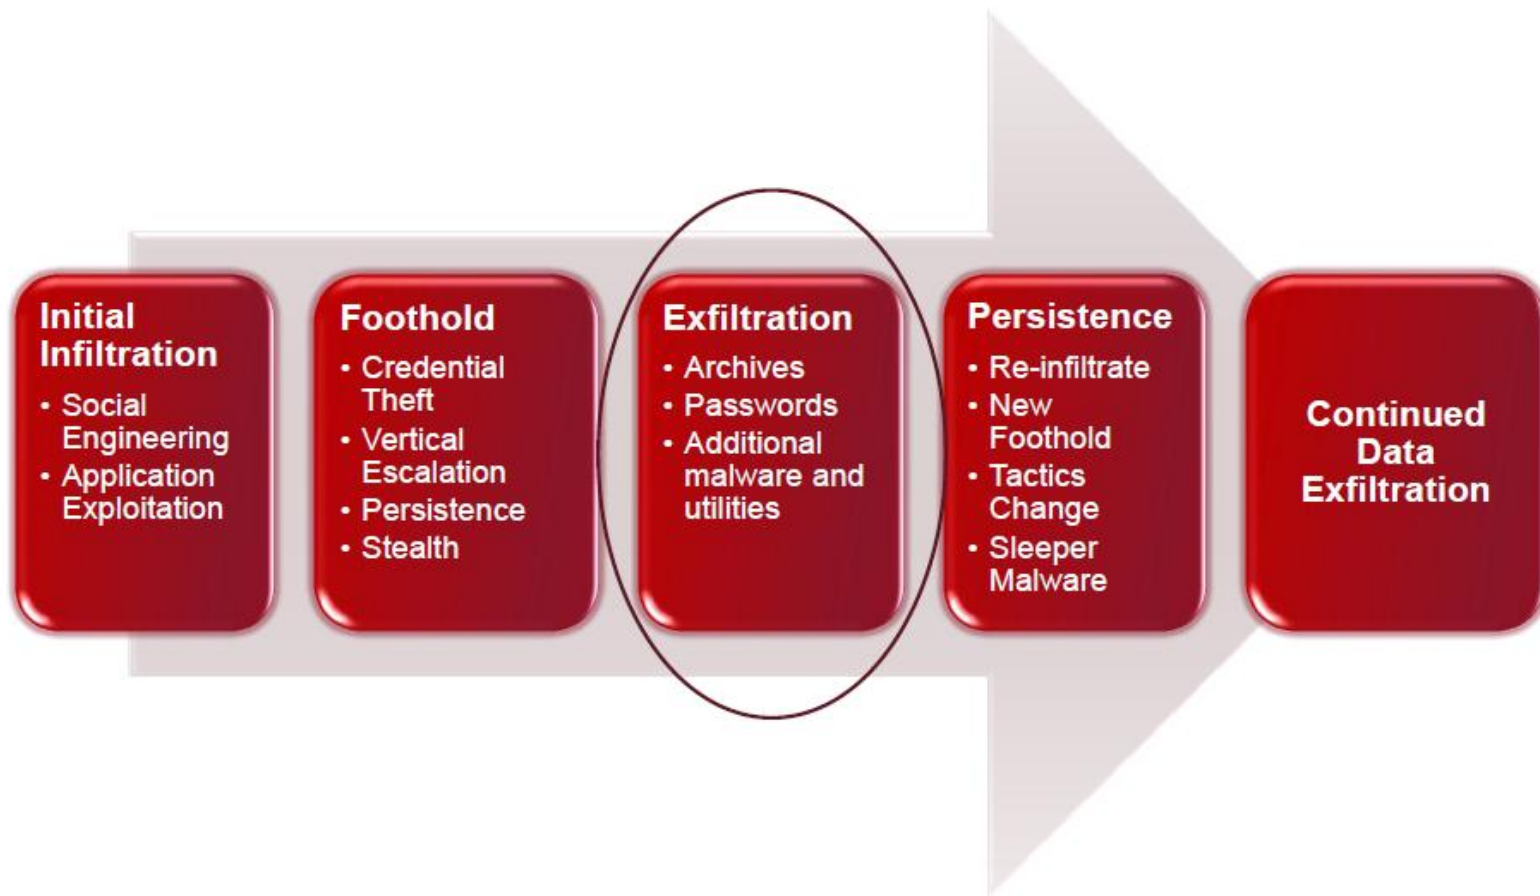 Initial
Infiltration
• Social
Engineering
• Application
Exploitation
Foothold
• Credential
Theft
• Vertical
Escalation
• Persistence
• Stealth
Exfiltration
• Archives
• Passwords
• Additional
malware and
utilities
Persistence
• Re-infiltrate
• New
Foothold
• Tactics
Change
• Sleeper
Malware
Continued
Data
Exfiltration